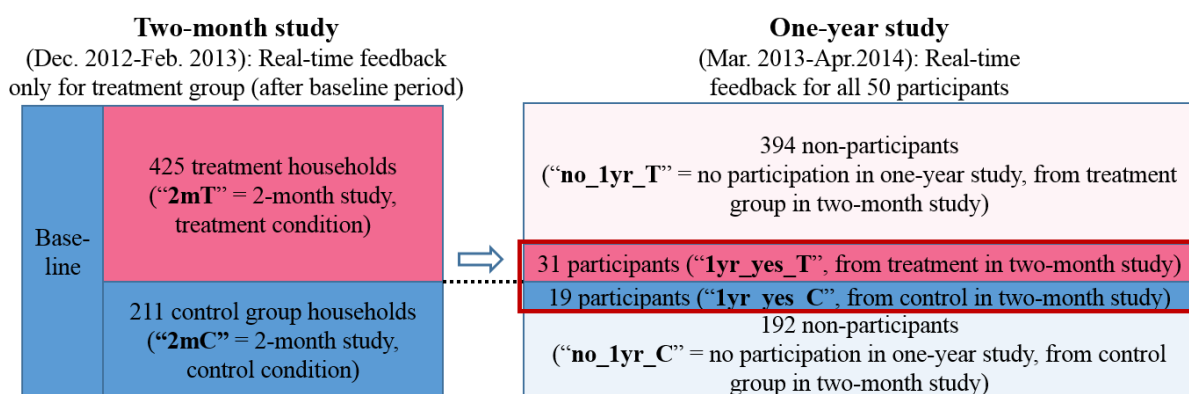 Two-month study
(Dec. 2012-Feb. 2013): Real-time feedback
only for treatment group (after baseline period)
Base-
line
425 treatment households
(“2mT” = 2-month study,
treatment condition)
211 control group households
(“2mC” = 2-month study,
control condition)
One-year study
(Mar. 2013-Apr.2014): Real-time
feedback for all 50 participants
394 non-participants
(“no_1yr_T” = no participation in one-year study, from treatment
group in two-month study)
31 participants (“1yr_yes_T”, from treatment in two-month study)
19 participants (“1yr_yes_C”, from control in two-month study)
192 non-participants
(“no_1yr_C” = no participation in one-year study, from control
group in two-month study)